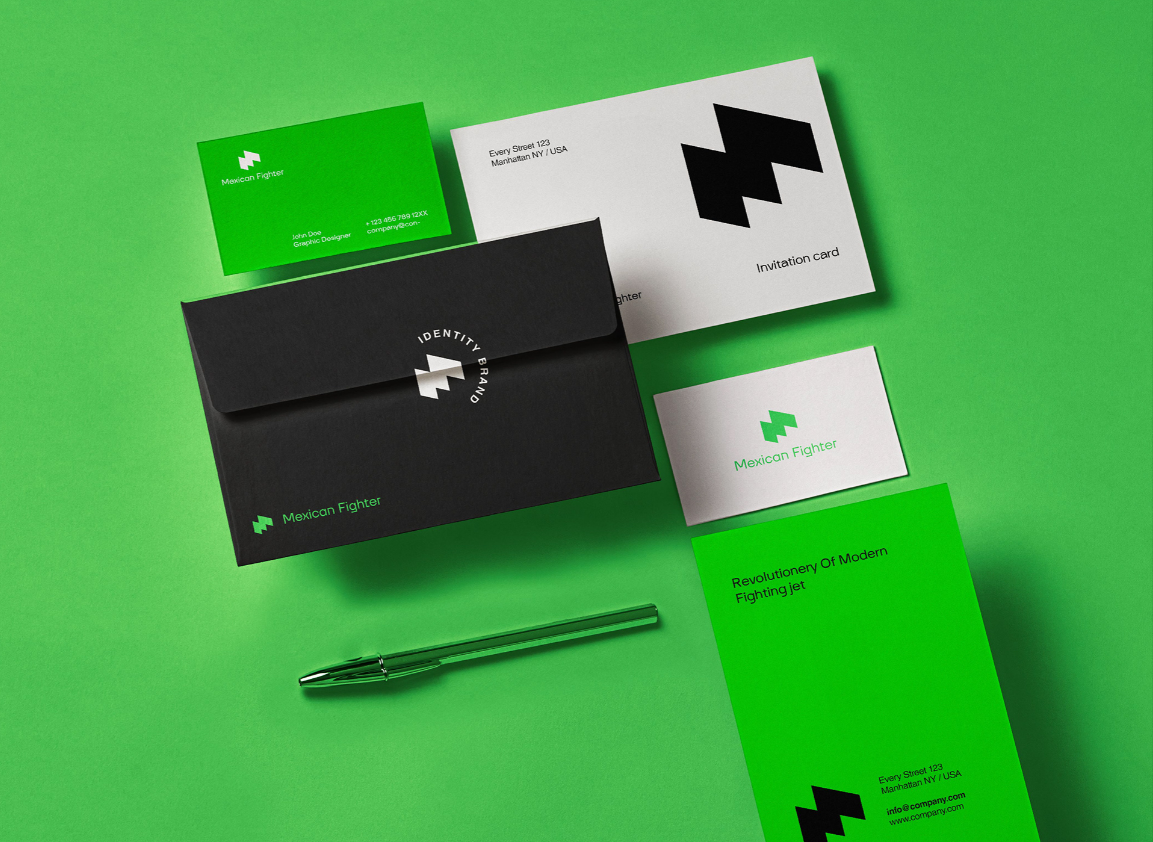 Mexican Fighter
John Doe
Graphic Designer
+ 123 456 789 12XX
company@con-
Every Street 123
Manhattan NY / USA
Invitation card
ghter
IDENTITY BRAND
Mexican Fighter
Mexican Fighter
Revolutionery Of Modern
Fighting jet
Every Street 123
Manhattan NY / USA
info@company.com
www.company.com